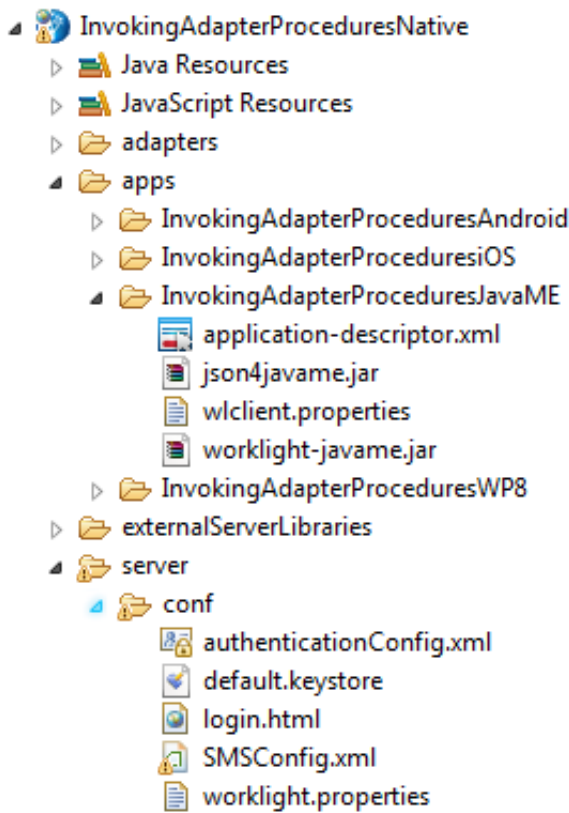 InvokingAdapterProceduresNative
Java Resources
JavaScript Resources
adapters
apps
InvokingAdapterProceduresAndroid
InvokingAdapterProceduresiOS
InvokingAdapterProceduresJavaME
application-descriptor.xml
json4javame.jar
wlclient.properties
worklight-javame.jar
InvokingAdapterProceduresWP8
externalServerLibraries
server
conf
authenticationConfig.xml
default.keystore
login.html
SMSConfig.xml
worklight.properties